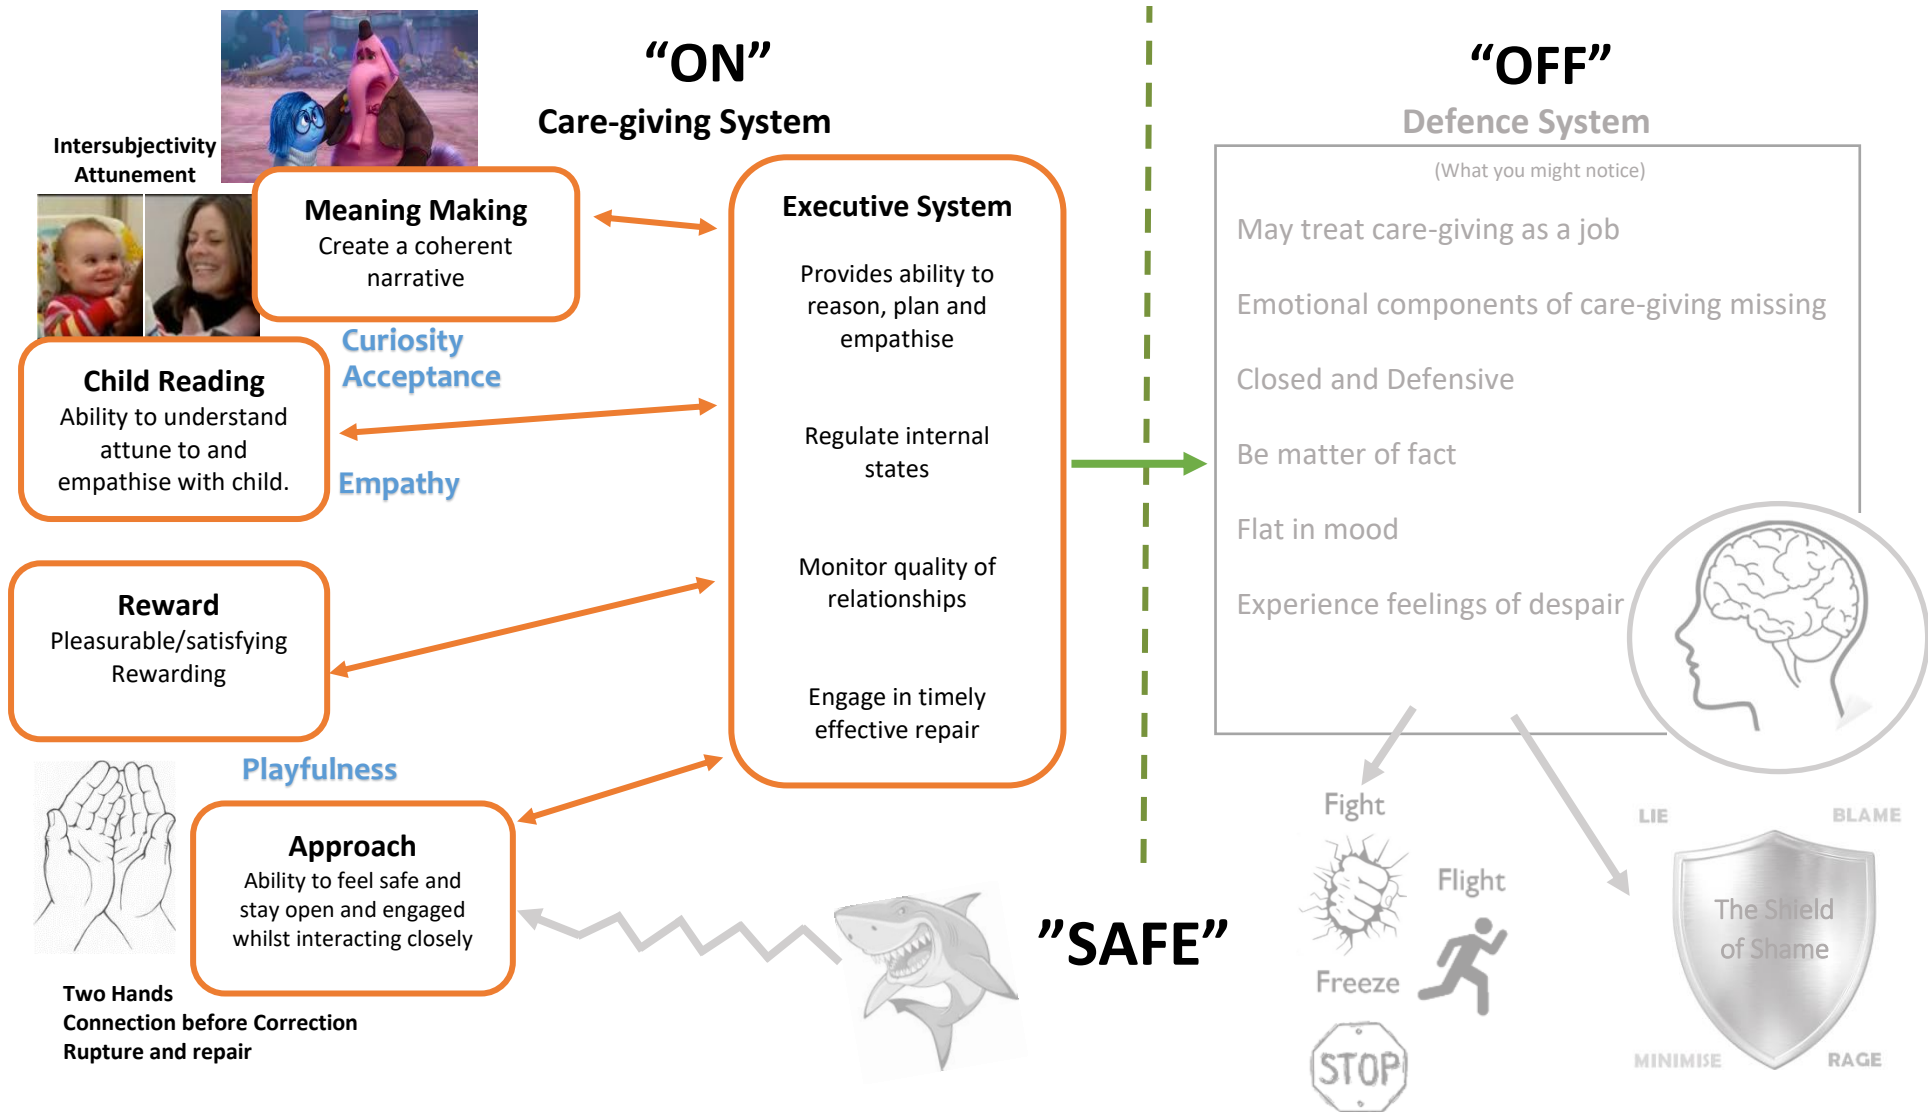 “ON”
Care-giving System
Intersubjectivity
Attunement
Meaning Making
Create a coherent
narrative
Curiosity
Acceptance
Child Reading
Ability to understand
attune to and
empathise with child.
Empathy
Reward
Pleasurable/satisfying
Rewarding
Playfulness
Approach
Ability to feel safe and
stay open and engaged
whilst interacting closely
Two Hands
Connection before Correction
Rupture and repair
Executive System
Provides ability to
reason, plan and
empathise
Regulate internal
states
Monitor quality of
relationships
Engage in timely
effective repair
”SAFE”
“OFF”
Defence System
(What you might notice)
May treat care-giving as a job
Emotional components of care-giving missing
Closed and Defensive
Be matter of fact
Flat in mood
Experience feelings of despair
Fight
Flight
Freeze
STOP
LIE
BLAME
The Shield
of Shame
MINIMISE
RAGE